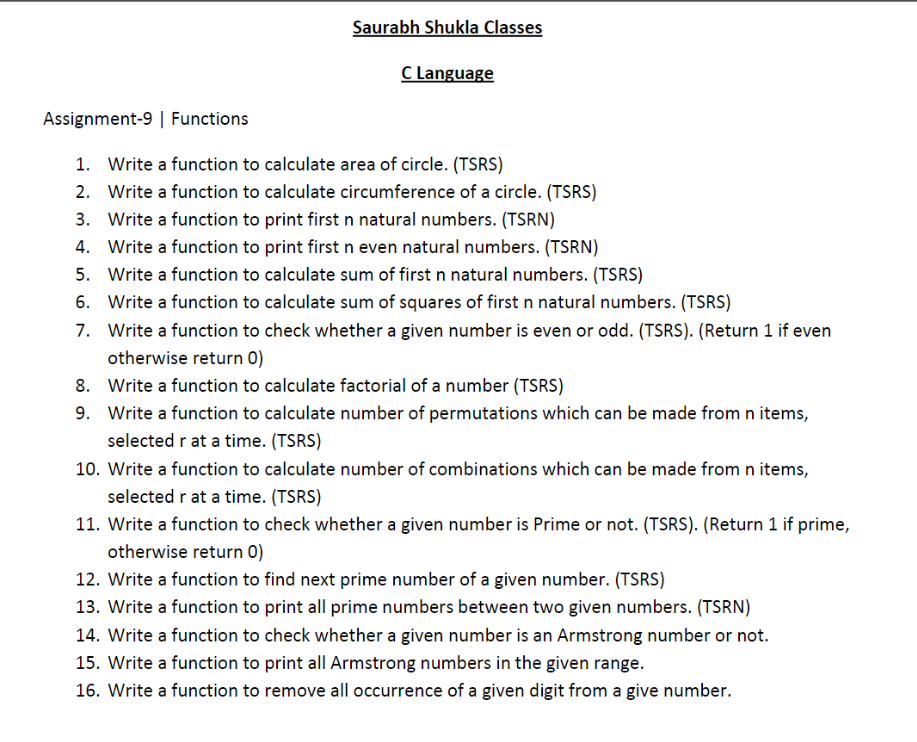 Saurabh Shukla Classes
C Language
Assignment-9 | Functions
1. Write a function to calculate area of circle. (TSRS)
2. Write a function to calculate circumference of a circle. (TSRS)
3. Write a function to print first n natural numbers. (TSRN)
4. Write a function to print first n even natural numbers. (TSRN)
5. Write a function to calculate sum of first n natural numbers. (TSRS)
6. Write a function to calculate sum of squares of first n natural numbers. (TSRS)
7. Write a function to check whether a given number is even or odd. (TSRS). (Return 1 if even
otherwise return 0)
8. Write a function to calculate factorial of a number (TSRS)
9. Write a function to calculate number of permutations which can be made from n items,
selected r at a time. (TSRS)
10. Write a function to calculate number of combinations which can be made from n items,
selected r at a time. (TSRS)
11. Write a function to check whether a given number is Prime or not. (TSRS). (Return 1 if prime,
otherwise return 0)
12. Write a function to find next prime number of a given number. (TSRS)
13. Write a function to print all prime numbers between two given numbers. (TSRN)
14. Write a function to check whether a given number is an Armstrong number or not.
15. Write a function to print all Armstrong numbers in the given range.
16. Write a function to remove all occurrence of a given digit from a give number.